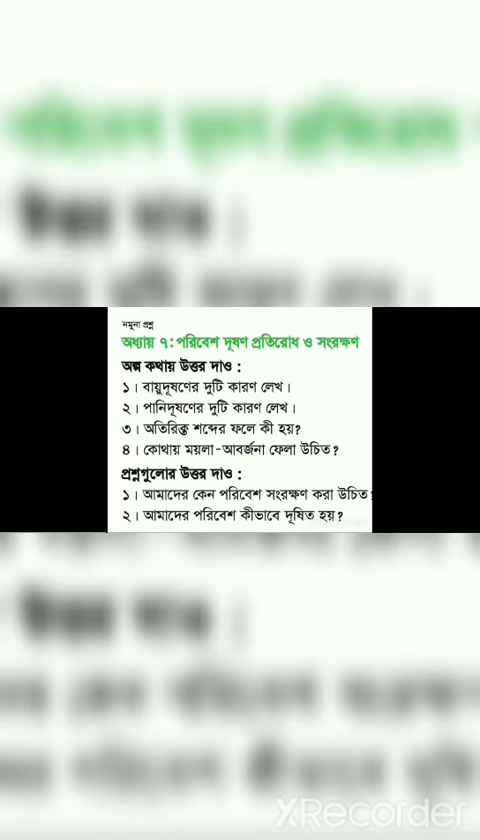 নমুনা প্রশ্ন
অধ্যায় ৭:পরিবেশ দূষণ প্রতিরোধ ও সংরক্ষণ
অল্প কথায় উত্তর দাও :
১। বায়ুদূষণের দুটি কারণ লেখ।
২। পানিদূষণের দুটি কারণ লেখ।
৩। অতিরিক্ত শব্দের ফলে কী হয়?
৪। কোথায় ময়লা-আবর্জনা ফেলা উচিত?
প্রশ্নগুলোর উত্তর দাও :
১। আমাদের কেন পরিবেশ সংরক্ষণ করা উচিত?
২। আমাদের পরিবেশ কীভাবে দূষিত হয়?
XRecorder